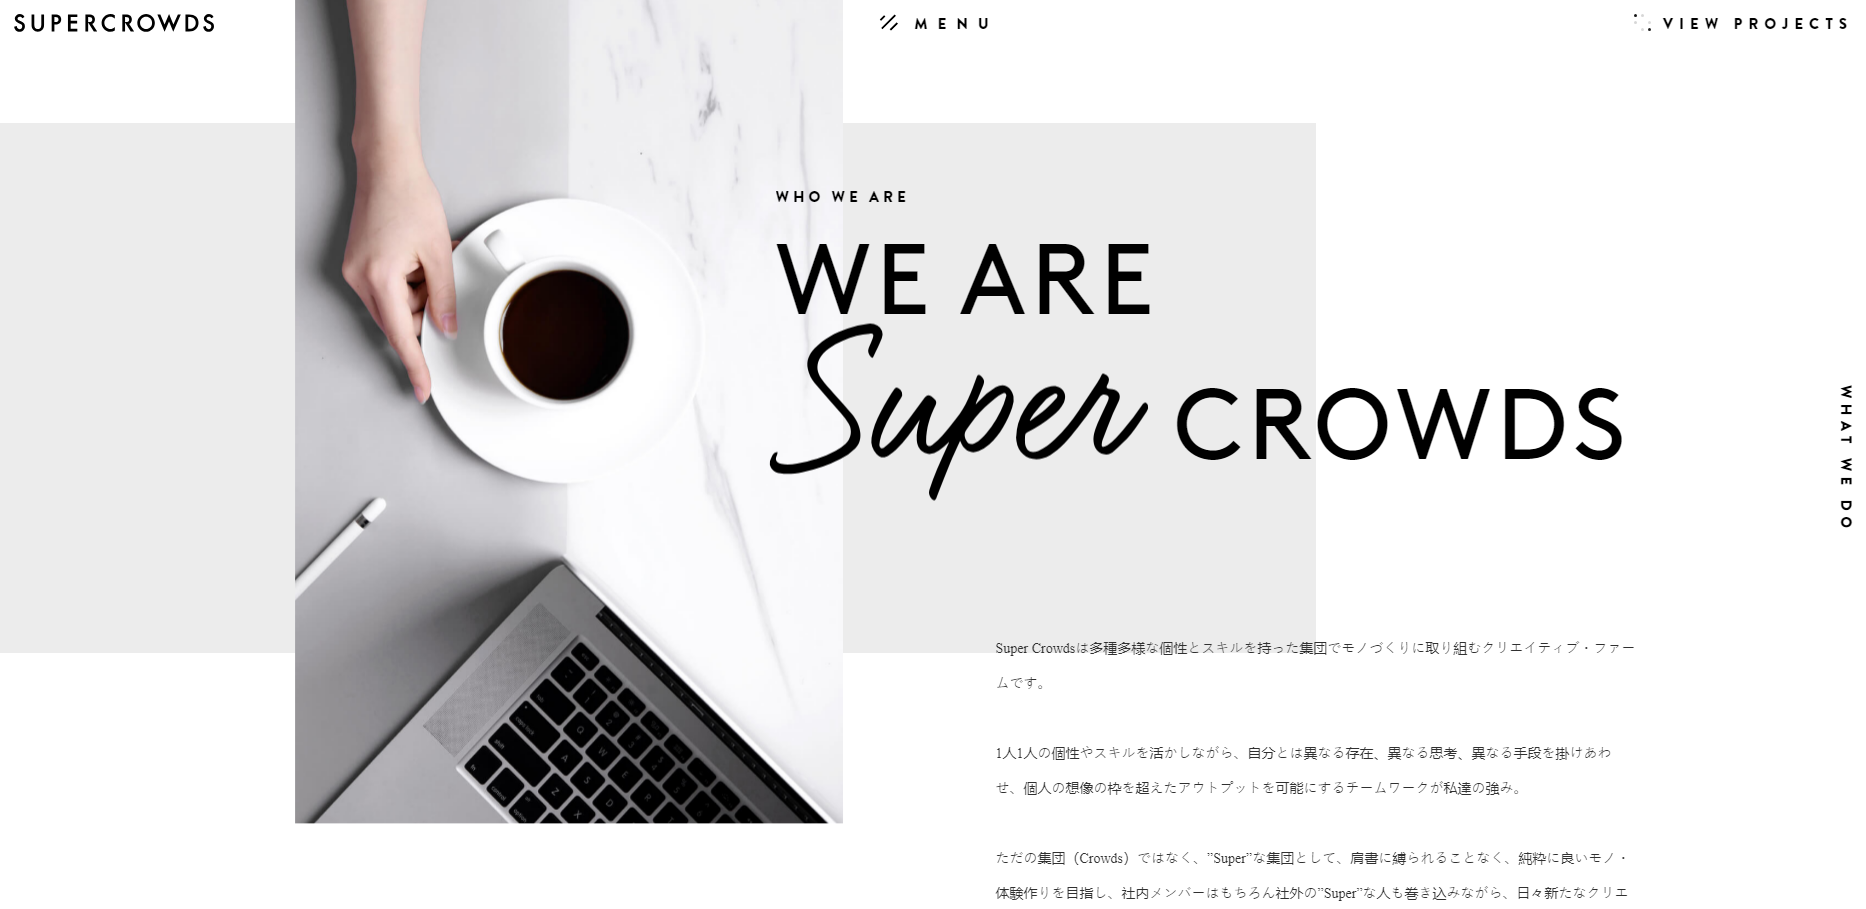 SUPERCROWDS
MENU
VIEW PROJECTS
WHO WE ARE
WE ARE
Super CROWDS
WHAT WE DO
Super Crowdsは多種多様な個性とスキルを持った集団でモノづくりに取り組むクリエイティブ・ファー
ムです。
1人1人の個性やスキルを活かしながら、自分とは異なる存在、異なる思考、異なる手段を掛けあわ
せ、個人の想像の枠を超えたアウトプットを可能にするチームワークが私達の強み。
ただの集団（Crowds）ではなく、”Super”な集団として、肩書に縛られることなく、純粋に良いモノ・
体験作りを目指し、社内メンバーはもちろん社外の”Super”な人も巻き込みながら、日々新たなクリエ